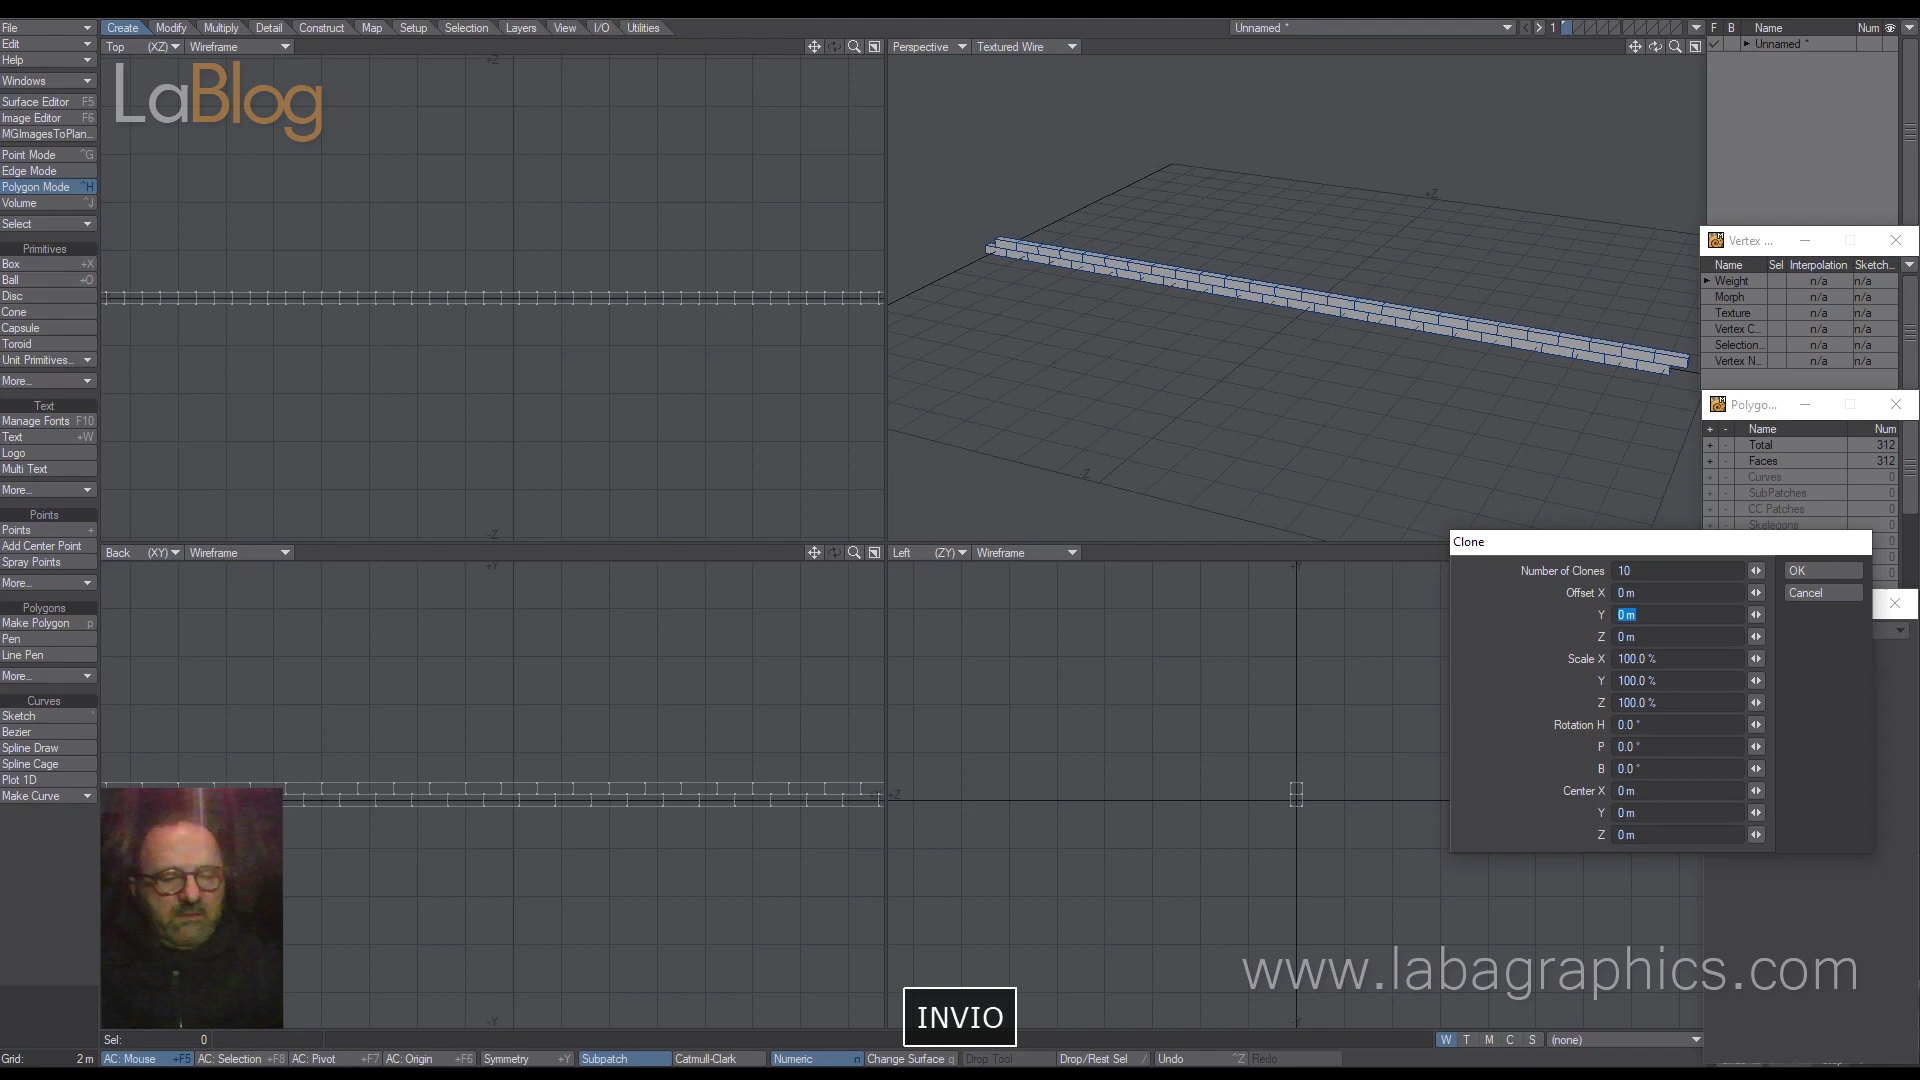 File
Edit
Help
Windows
Surface Editor F5
Image Editor F6
MGImagesToPlan...
Point Mode ^G
Edge Mode
Polygon Mode ^H
Volume ^J
Select
Primitives
Box +X
Ball +O
Disc
Cone
Capsule
Toroid
Unit Primitives...
More...
Text
Manage Fonts F10
Text +W
Logo
Multi Text
More...
Points
Points +
Add Center Point
Spray Points
More...
Polygons
Make Polygon p
Pen
Line Pen
More...
Curves
Sketch
Bezier
Spline Draw
Spline Cage
Plot 1D
Make Curve
Create Modify Multiply Detail Construct Map Setup Selection Layers View I/O Utilities
Unnamed * 1
Top (XZ) Wireframe
LaBlog
+Z
-Z
Perspective Textured Wire
+Z
-Z
Back (XY) Wireframe
+Y
-Y
Left (ZY) Wireframe
+Y
+Z
-Y
F B Name Num
Unnamed *
Vertex ...
Name Sel Interpolation Sketch...
Weight n/a n/a
Morph n/a n/a
Texture n/a n/a
Vertex C... n/a n/a
Selection... n/a n/a
Vertex N... n/a n/a
Polygo...
+ - Name Num
+ - Total 312
+ - Faces 312
+ - Curves 0
+ - SubPatches 0
+ - CC Patches 0
+ - Skelegons 0
0
0
Clone
Number of Clones 10
Offset X 0 m
Y 0 m
Z 0 m
Scale X 100.0 %
Y 100.0 %
Z 100.0 %
Rotation H 0.0 °
P 0.0 °
B 0.0 °
Center X 0 m
Y 0 m
Z 0 m
OK
Cancel
www.labagraphics.com
INVIO
Sel: 0
W T M C S (none)
Grid: 2 m AC: Mouse +F5 AC: Selection +F8 AC: Pivot +F7 AC: Origin +F6 Symmetry +Y Subpatch Catmull-Clark Numeric n Change Surface q Drop Tool Drop/Rest Sel / Undo ^Z Redo